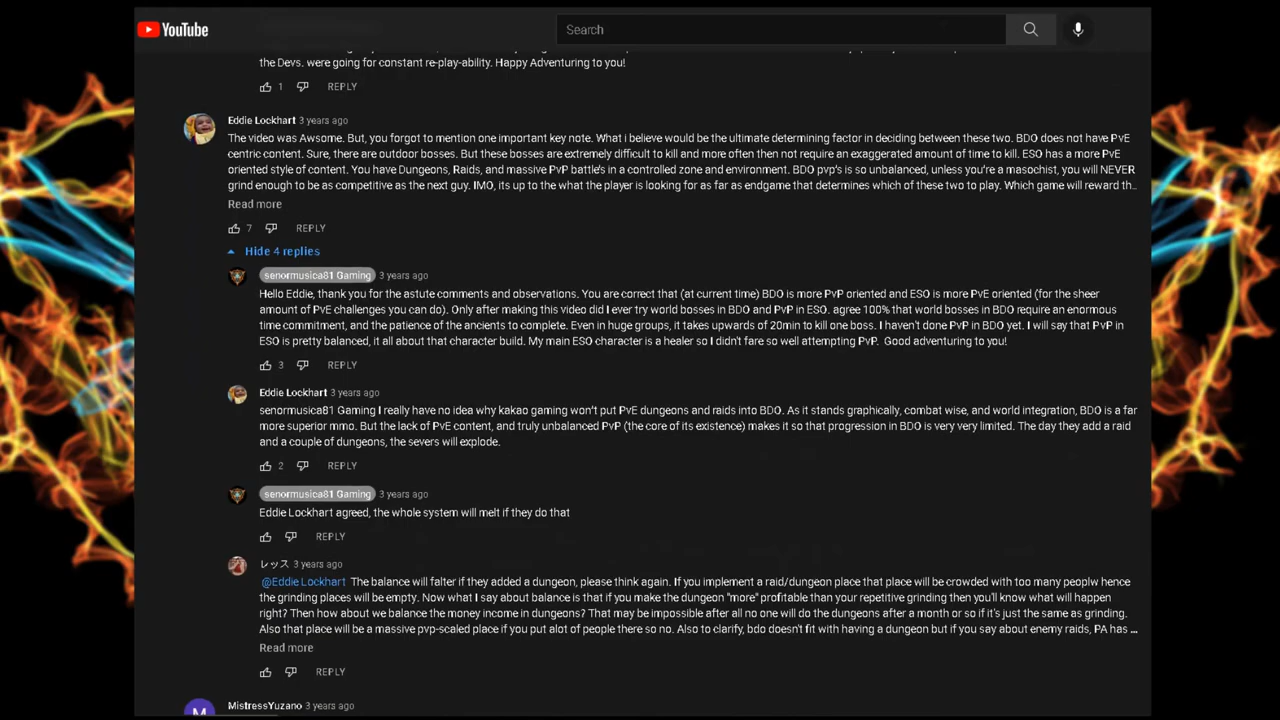 YouTube
Search
the Devs. were going for constant re-play-ability. Happy Adventuring to you!
1 REPLY
Eddie Lockhart 3 years ago
The video was Awsome. But, you forgot to mention one important key note. What i believe would be the ultimate determining factor in deciding between these two. BDO does not have PvE
centric content. Sure, there are outdoor bosses. But these bosses are extremely difficult to kill and more often then not require an exaggerated amount of time to kill. ESO has a more PvE
oriented style of content. You have Dungeons, Raids, and massive PvP battle's in a controlled zone and environment. BDO pvp's is so unbalanced, unless you're a masochist, you will NEVER
grind enough to be as competitive as the next guy. IMO, its up to the what the player is looking for as far as endgame that determines which of these two to play. Which game will reward th...
Read more
7 REPLY
Hide 4 replies
senormusica81 Gaming 3 years ago
Hello Eddie, thank you for the astute comments and observations. You are correct that (at current time) BDO is more PvP oriented and ESO is more PvE oriented (for the sheer
amount of PvE challenges you can do). Only after making this video did I ever try world bosses in BDO and PvP in ESO. agree 100% that world bosses in BDO require an enormous
time commitment, and the patience of the ancients to complete. Even in huge groups, it takes upwards of 20min to kill one boss. I haven't done PvP in BDO yet. I will say that PvP in
ESO is pretty balanced, it all about that character build. My main ESO character is a healer so I didn't fare so well attempting PvP. Good adventuring to you!
3 REPLY
Eddie Lockhart 3 years ago
senormusica81 Gaming I really have no idea why kakao gaming won't put PvE dungeons and raids into BDO. As it stands graphically, combat wise, and world integration, BDO is a far
more superior mmo. But the lack of PvE content, and truly unbalanced PvP (the core of its existence) makes it so that progression in BDO is very very limited. The day they add a raid
and a couple of dungeons, the severs will explode.
2 REPLY
senormusica81 Gaming 3 years ago
Eddie Lockhart agreed, the whole system will melt if they do that
REPLY
レッス 3 years ago
@Eddie Lockhart The balance will falter if they added a dungeon, please think again. If you implement a raid/dungeon place that place will be crowded with too many peoplw hence
the grinding places will be empty. Now what I say about balance is that if you make the dungeon "more" profitable than your repetitive grinding then you'll know what will happen
right? Then how about we balance the money income in dungeons? That may be impossible after all no one will do the dungeons after a month or so if it's just the same as grinding.
Also that place will be a massive pvp-scaled place if you put alot of people there so no. Also to clarify, bdo doesn't fit with having a dungeon but if you say about enemy raids, PA has ...
Read more
REPLY
MistressYuzano 3 years ago
M